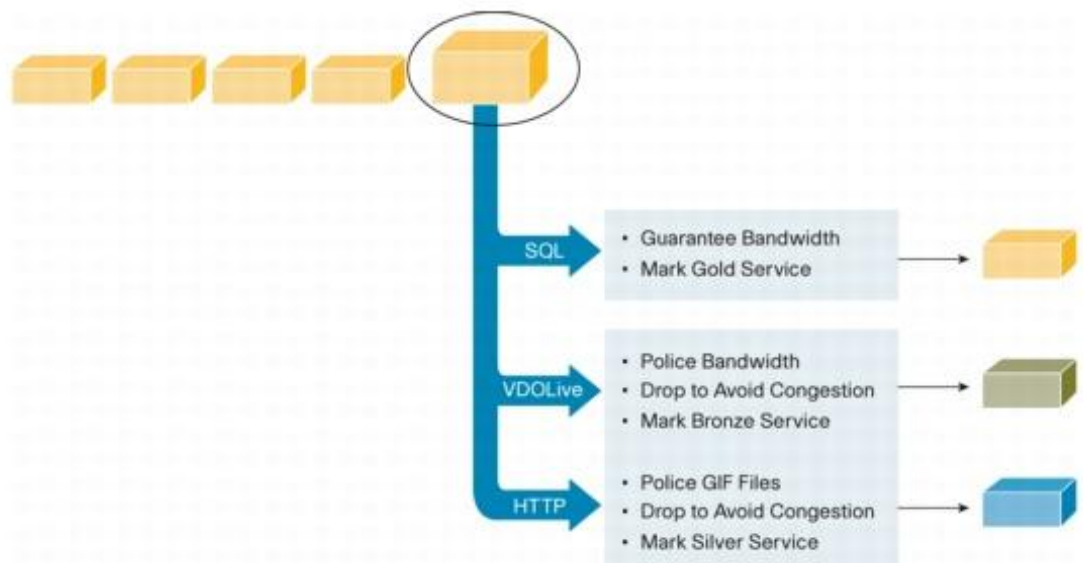 SQL
• Guarantee Bandwidth
• Mark Gold Service
VDOLive
• Police Bandwidth
• Drop to Avoid Congestion
• Mark Bronze Service
HTTP
• Police GIF Files
• Drop to Avoid Congestion
• Mark Silver Service